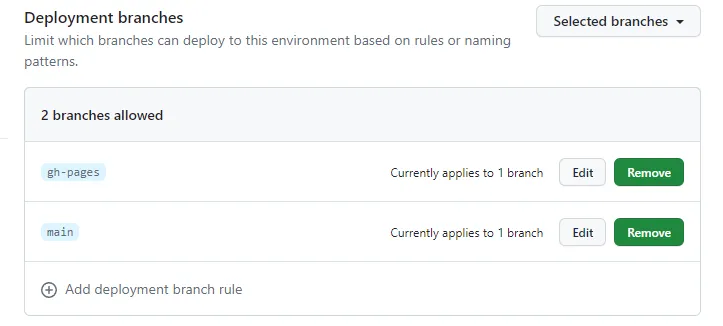 Deployment branches
Selected branches
Limit which branches can deploy to this environment based on rules or naming
patterns.
2 branches allowed
gh-pages
Currently applies to 1 branch
Edit
Remove
main
Currently applies to 1 branch
Edit
Remove
Add deployment branch rule